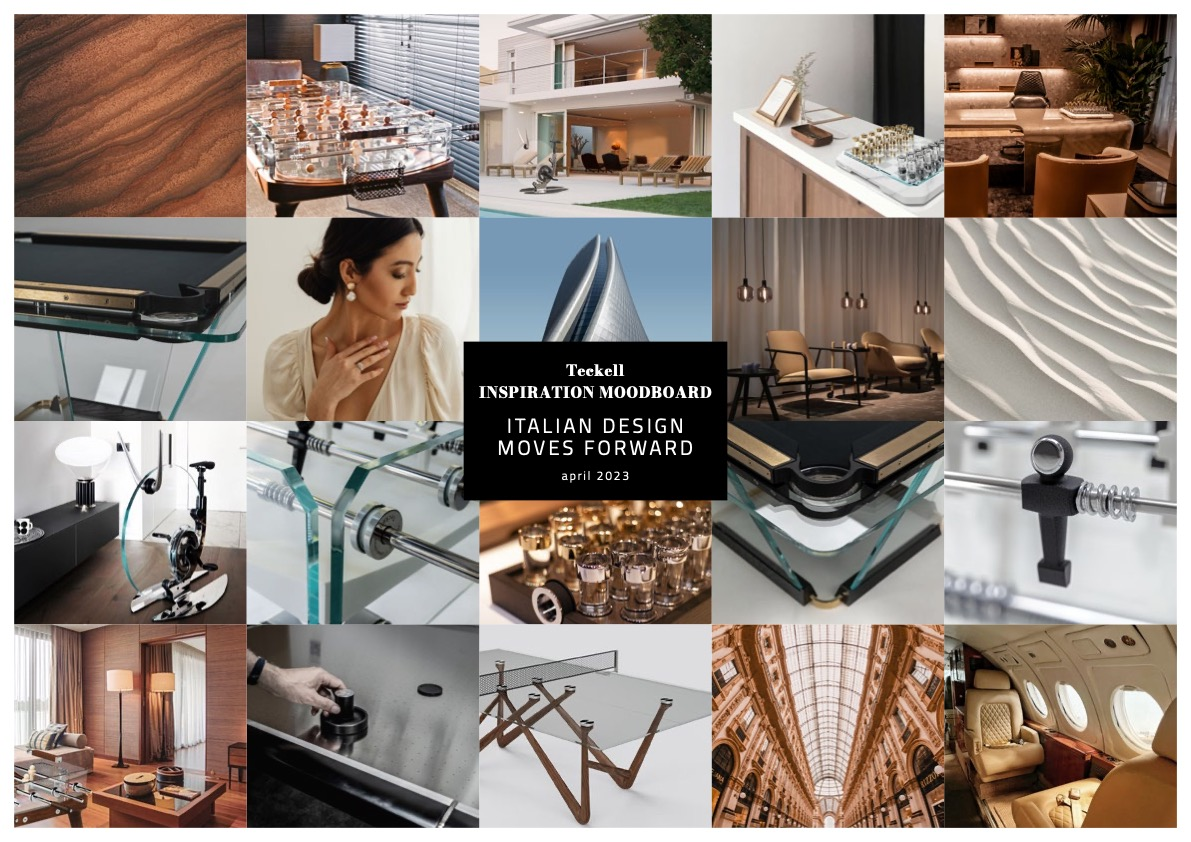 Teckell
INSPIRATION MOODBOARD
ITALIAN DESIGN
MOVES FORWARD
april 2023